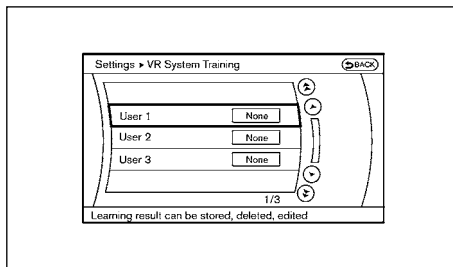 Settings ▸ VR System Training
BACK
User 1 None
User 2 None
User 3 None
1/3
Learning result can be stored, deleted, edited